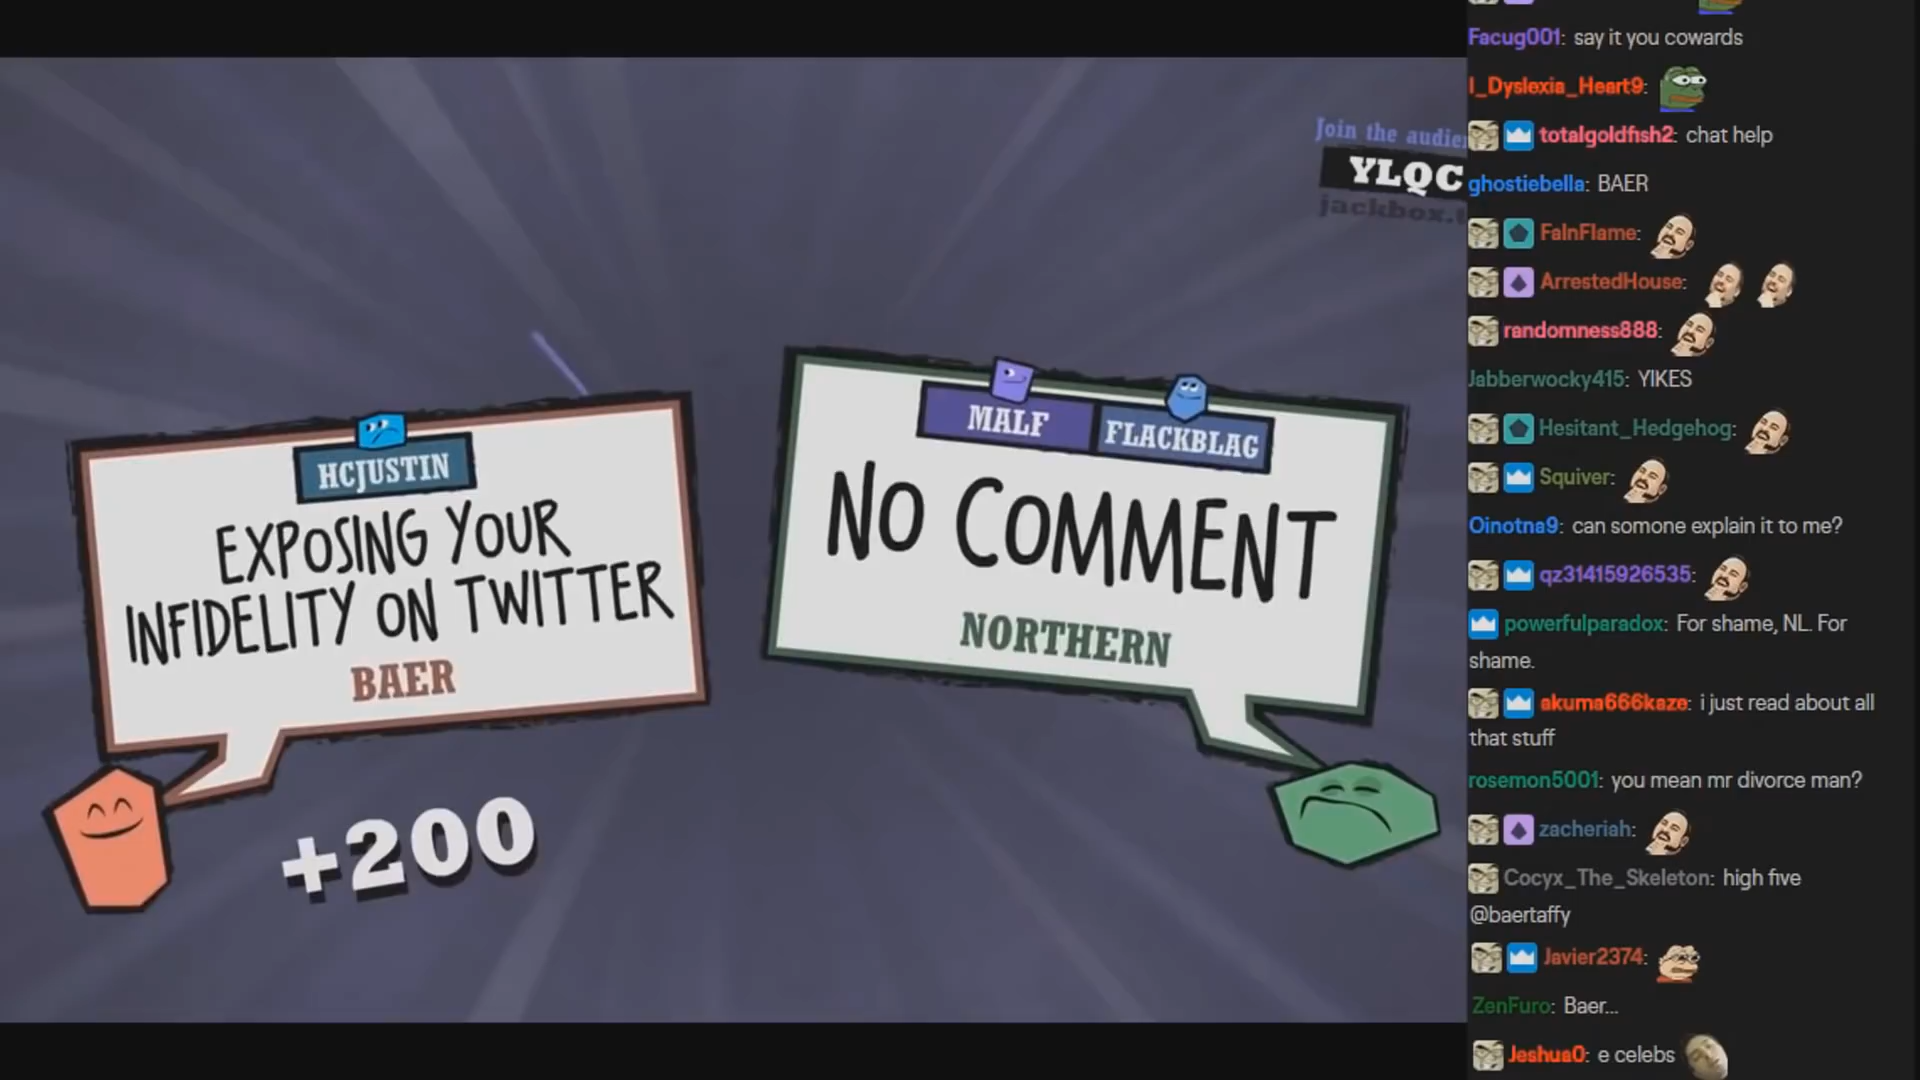 Join the audie
YLQC
jackbox.t
HCJUSTIN
EXPOSING YOUR
INFIDELITY ON TWITTER
BAER
+200
MALF
FLACKBLAG
NO COMMENT
NORTHERN
Facug001: say it you cowards
I_Dyslexia_Heart9:
totalgoldfish2: chat help
ghostiebella: BAER
FaInFlame:
ArrestedHouse:
randomness888:
Jabberwocky415: YIKES
Hesitant_Hedgehog:
Squiver:
Oinotna9: can somone explain it to me?
qz31415926535:
powerfulparadox: For shame, NL. For
shame.
akuma666kaze: i just read about all
that stuff
rosemon5001: you mean mr divorce man?
zacheriah:
Cocyx_The_Skeleton: high five
@baertaffy
Javier2374:
ZenFuro: Baer...
Jeshua0: e celebs